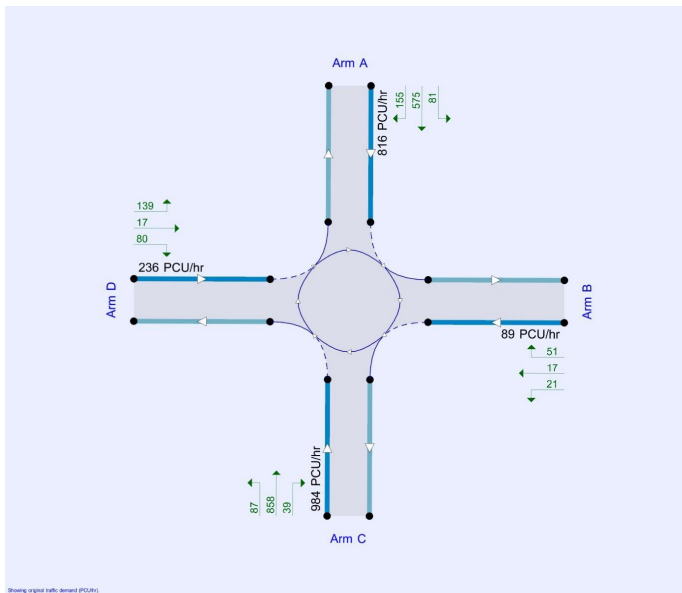 Arm A
816 PCU/hr
155
575
81
139
17
80
236 PCU/hr
Arm D
Arm B
89 PCU/hr
51
17
21
984 PCU/hr
87
858
39
Arm C
Showing original traffic demand (PCU/hr).